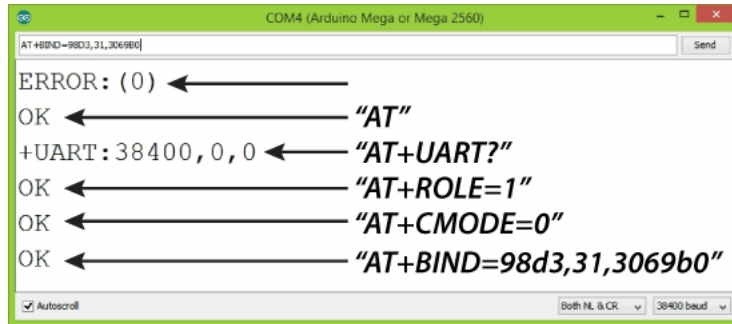 COM4 (Arduino Mega or Mega 2560)
AT+BIND=98D3,31,3069B0
Send
ERROR:(0)
OK "AT"
+UART:38400,0,0 "AT+UART?"
OK "AT+ROLE=1"
OK "AT+CMODE=0"
OK "AT+BIND=98d3,31,3069b0"
Autoscroll
Both NL & CR
38400 baud